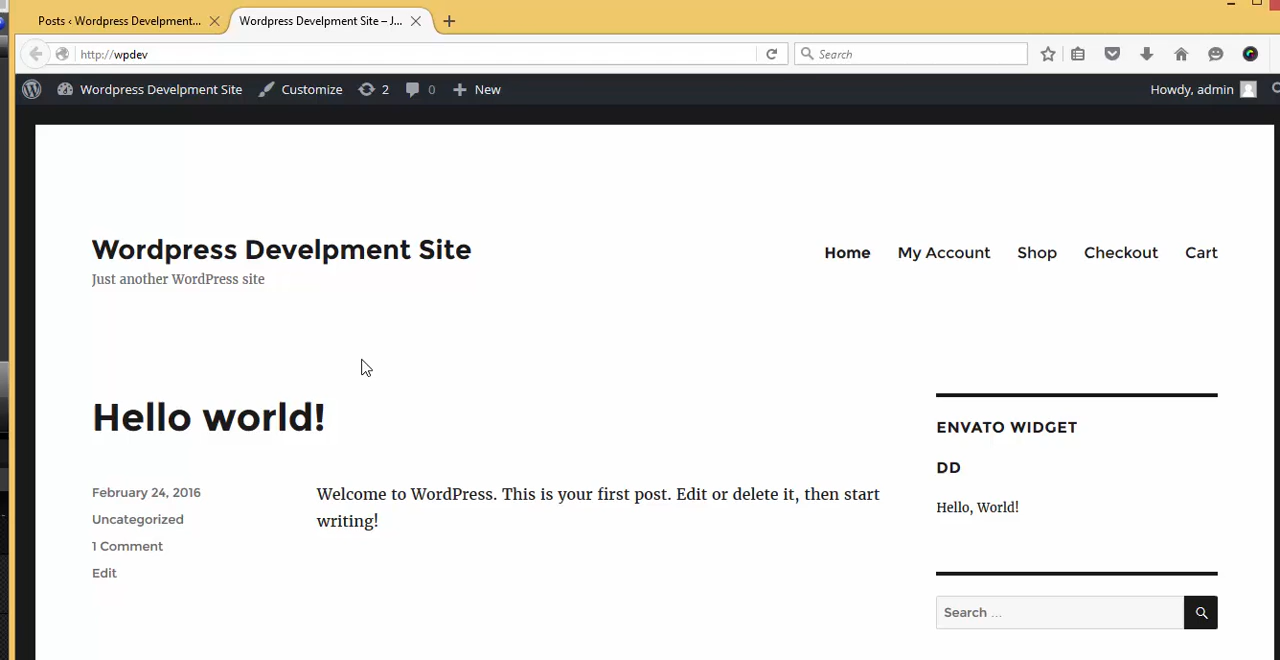 Posts ‹ Wordpress Develpment...
Wordpress Develpment Site – J...
http://wpdev
Search
Wordpress Develpment Site
Customize
2
0
New
Howdy, admin
Wordpress Develpment Site
Just another WordPress site
Home
My Account
Shop
Checkout
Cart
Hello world!
February 24, 2016
Uncategorized
1 Comment
Edit
Welcome to WordPress. This is your first post. Edit or delete it, then start
writing!
ENVATO WIDGET
DD
Hello, World!
Search ...